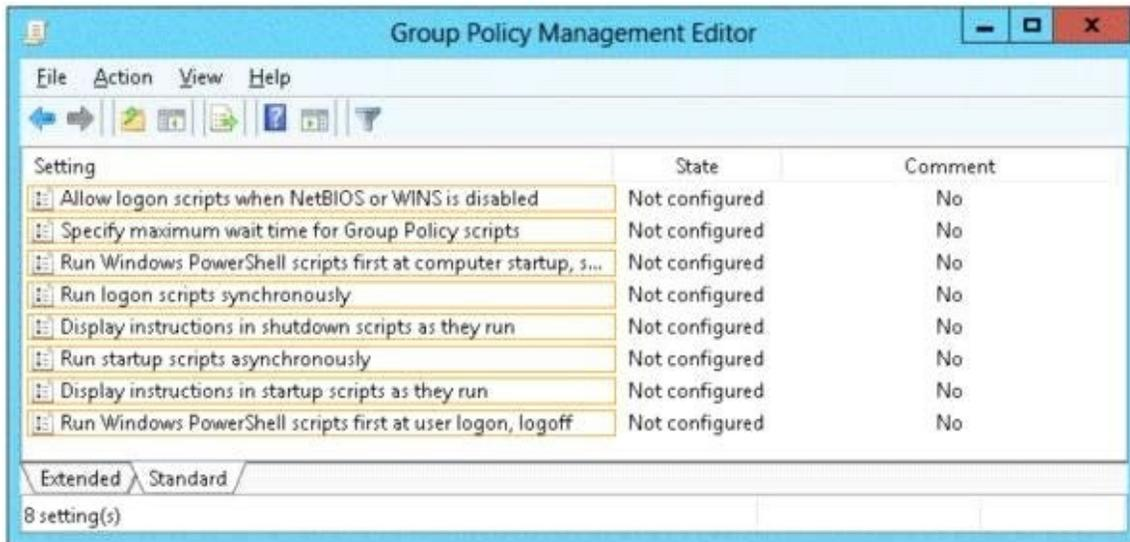 Group Policy Management Editor
File Action View Help
Setting State Comment
Allow logon scripts when NetBIOS or WINS is disabled Not configured No
Specify maximum wait time for Group Policy scripts Not configured No
Run Windows PowerShell scripts first at computer startup, s... Not configured No
Run logon scripts synchronously Not configured No
Display instructions in shutdown scripts as they run Not configured No
Run startup scripts asynchronously Not configured No
Display instructions in startup scripts as they run Not configured No
Run Windows PowerShell scripts first at user logon, logoff Not configured No
Extended Standard
8 setting(s)